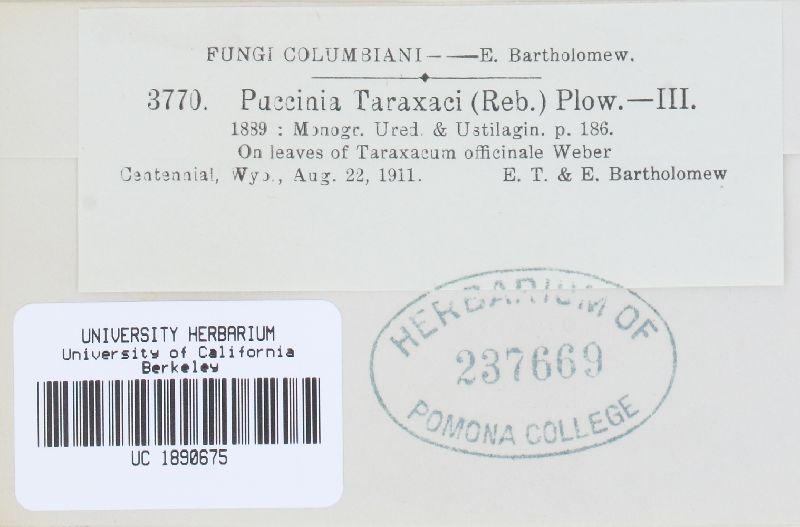 FUNGI COLUMBIANI — — E. Bartholomew.
3770. Puccinia Taraxaci (Reb.) Plow.—III.
1889 : Monogr. Ured. & Ustilagin. p. 186.
On leaves of Taraxacum officinale Weber
Centennial, Wyo., Aug. 22, 1911. E. T. & E. Bartholomew
HERBARIUM OF
237669
POMONA COLLEGE
UNIVERSITY HERBARIUM
University of California
Berkeley
UC 1890675